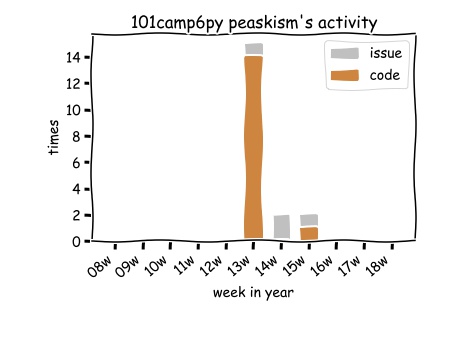 101camp6py peaskism's activity
issue
code
times
14
12
10
8
6
4
2
0
08w 09w 10w 11w 12w 13w 14w 15w 16w 17w 18w
week in year